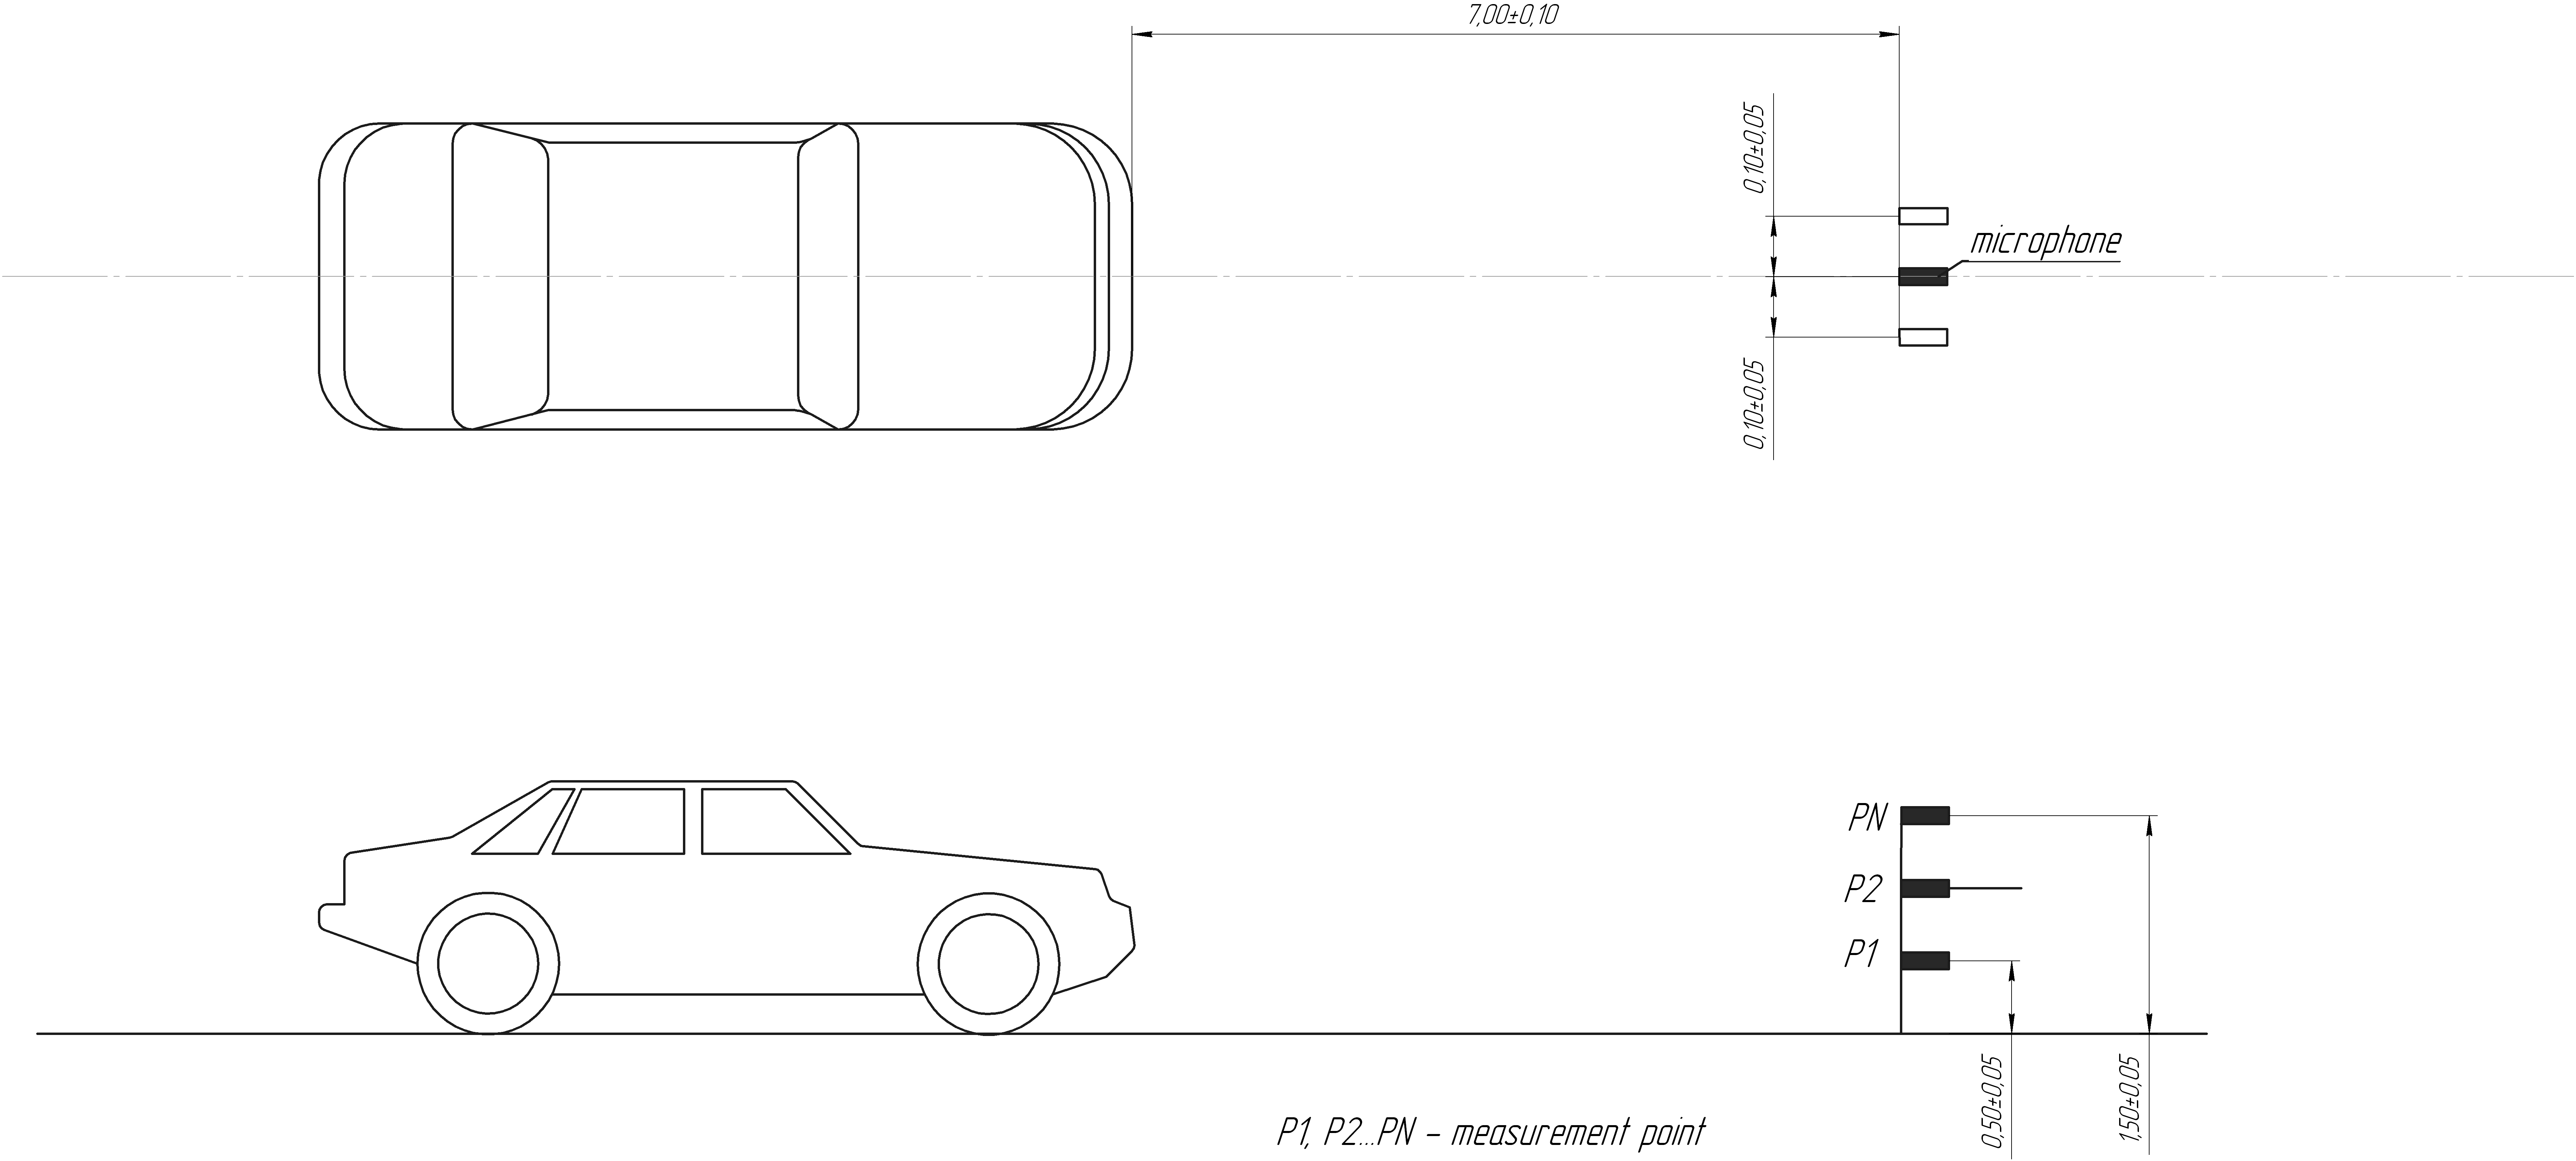 7,00±0,10
0,10±0,05
microphone
0,10±0,05
PN
P2
P1
0,50±0,05
1,50±0,05
P1, P2...PN – measurement point